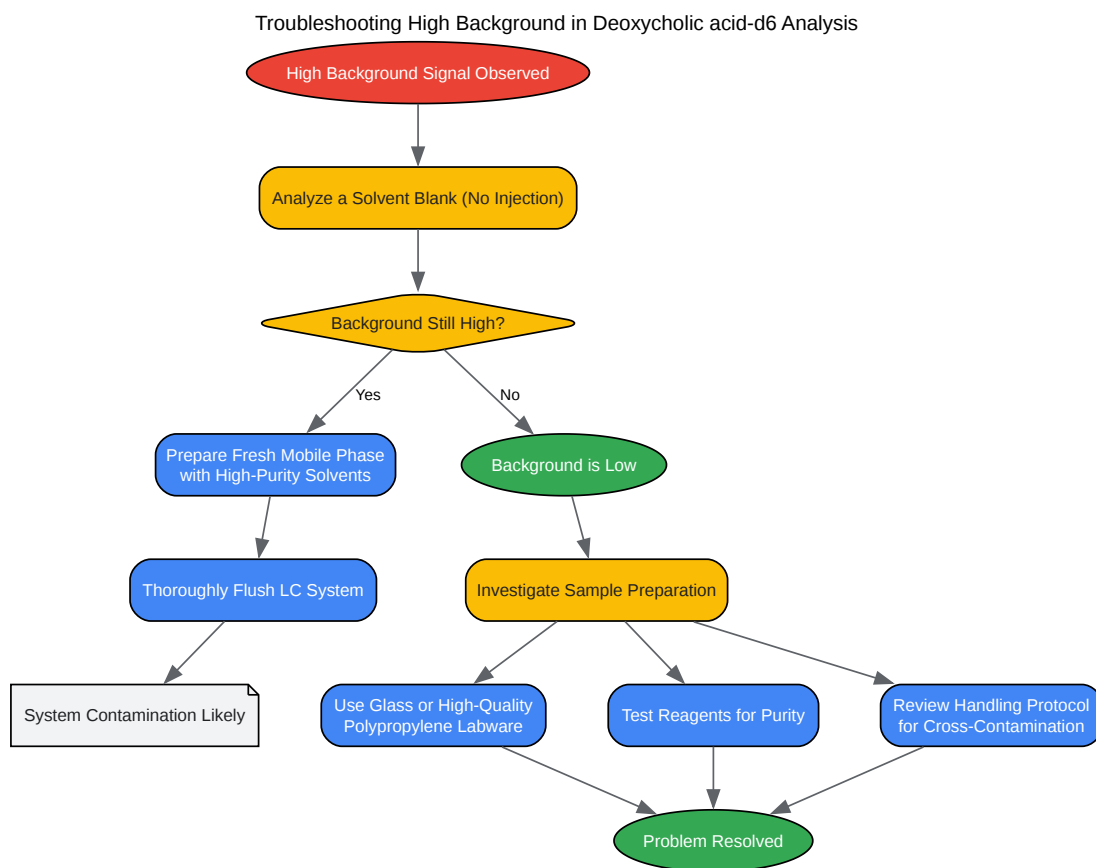 Troubleshooting High Background in Deoxycholic acid-d6 Analysis
High Background Signal Observed
Analyze a Solvent Blank (No Injection)
Background Still High?
Yes
No
Prepare Fresh Mobile Phase
with High-Purity Solvents
Background is Low
Thoroughly Flush LC System
Investigate Sample Preparation
System Contamination Likely
Use Glass or High-Quality
Polypropylene Labware
Test Reagents for Purity
Review Handling Protocol
for Cross-Contamination
Problem Resolved